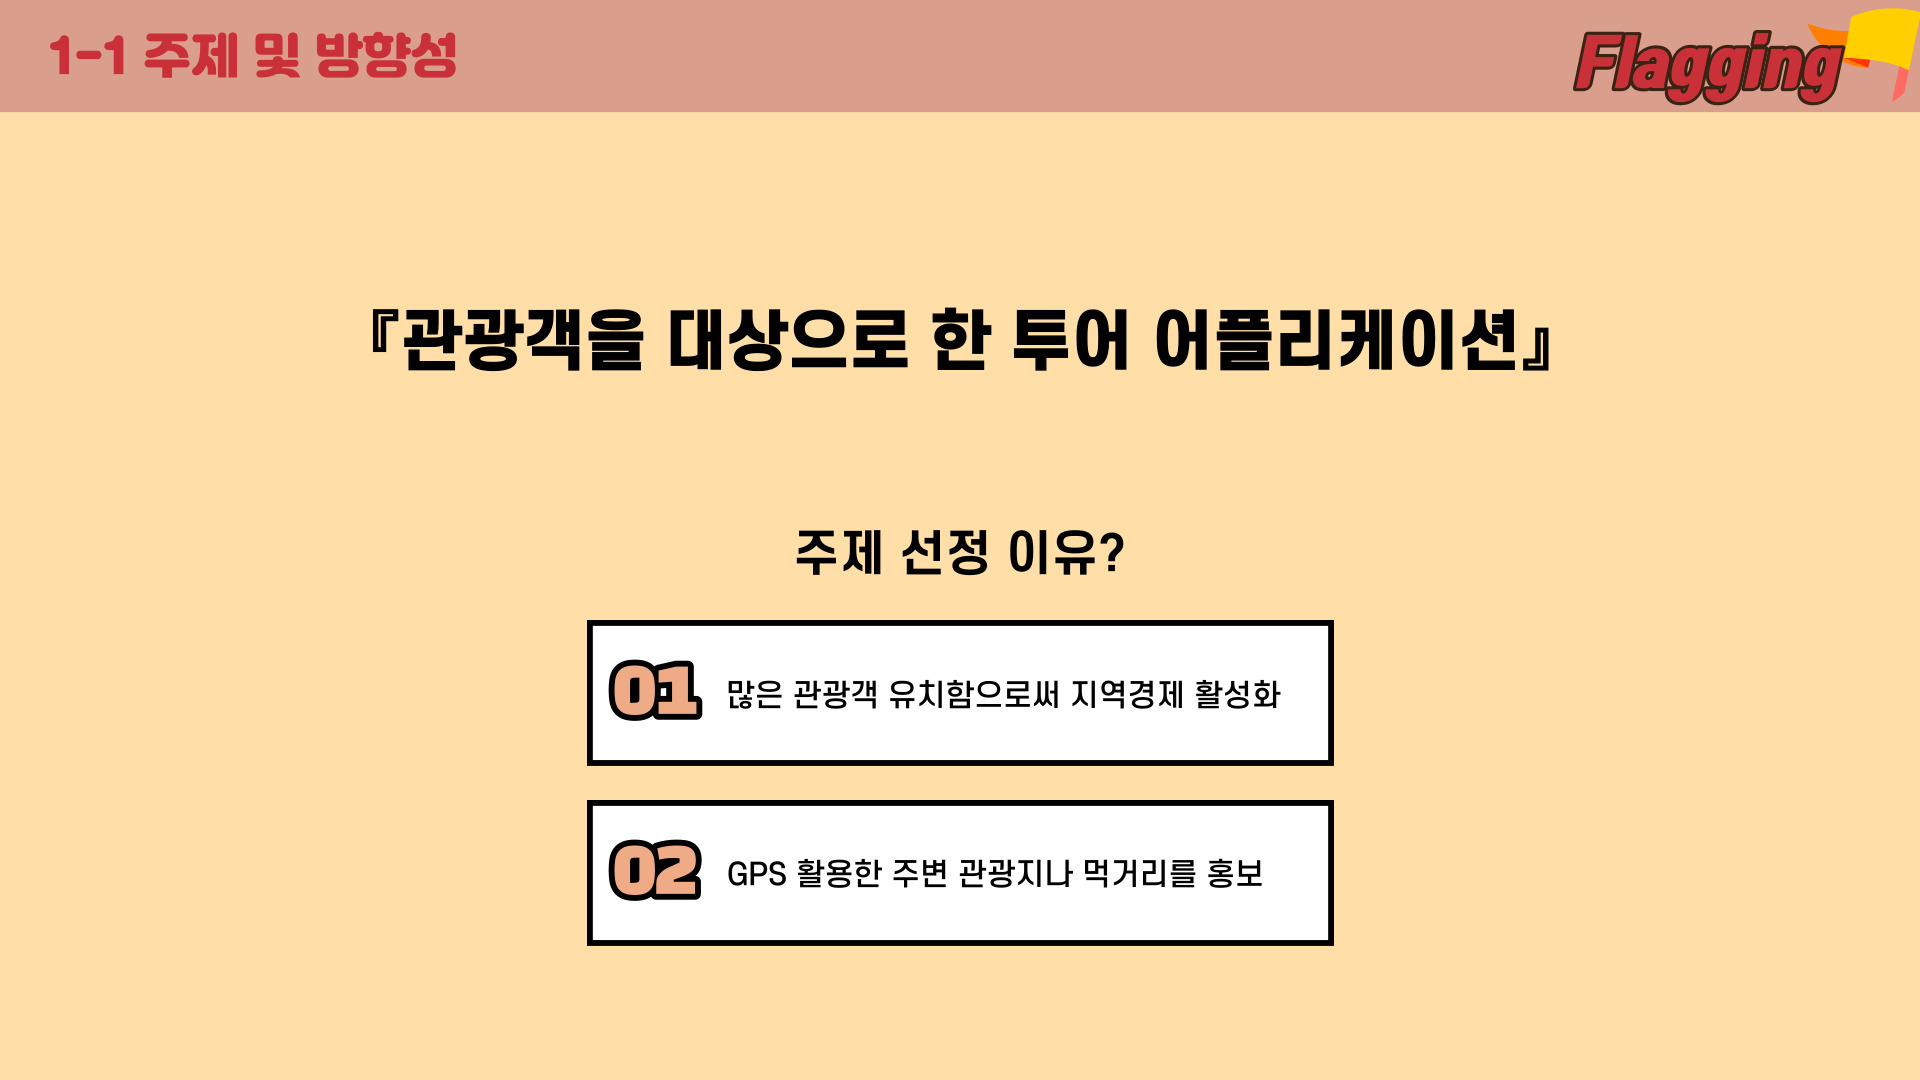 1-1 주제 및 방향성
Flagging
『관광객을 대상으로 한 투어 어플리케이션』
주제 선정 이유?
01 많은 관광객 유치함으로써 지역경제 활성화
02 GPS 활용한 주변 관광지나 먹거리를 홍보